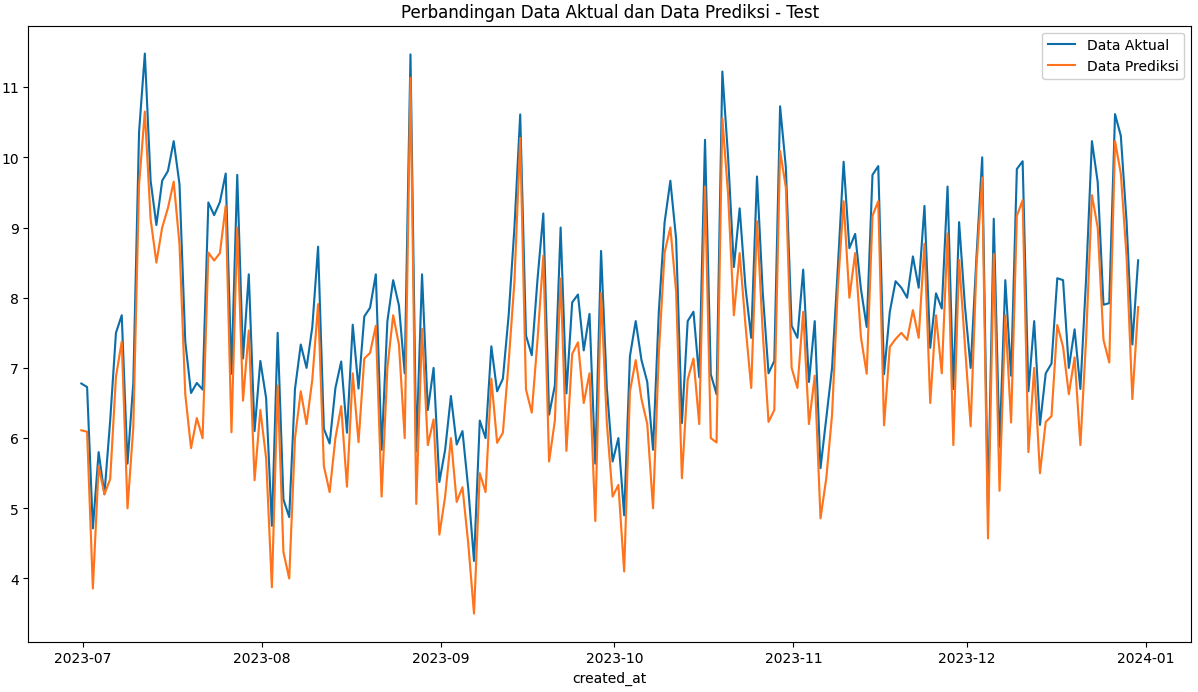 Perbandingan Data Aktual dan Data Prediksi - Test
Data Aktual
Data Prediksi
11
10
9
8
7
6
5
4
2023-07 2023-08 2023-09 2023-10 2023-11 2023-12 2024-01
created_at